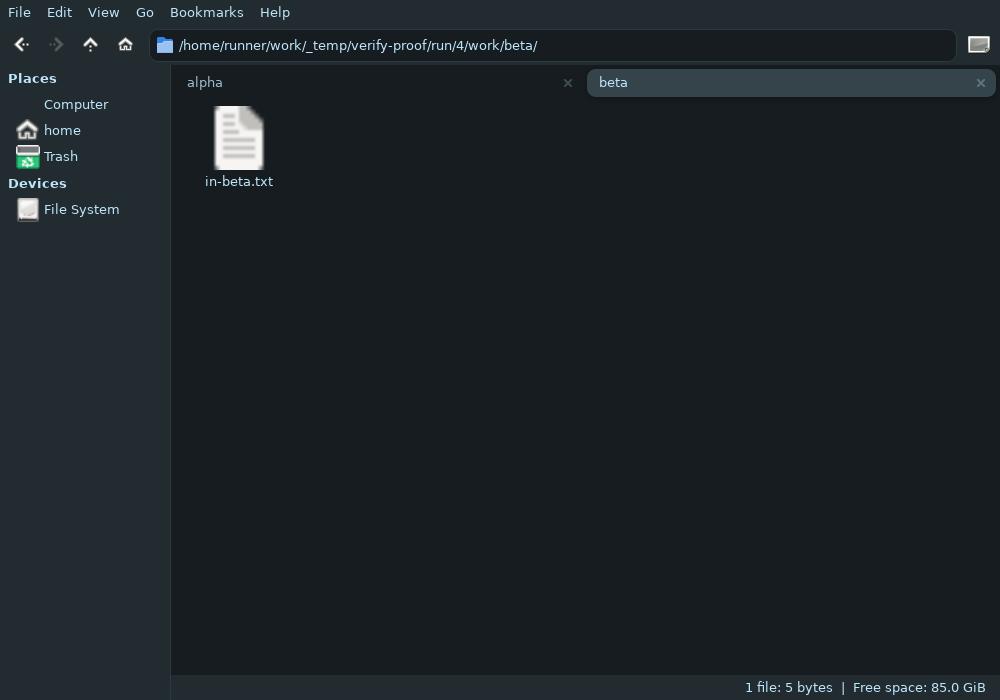 File Edit View Go Bookmarks Help
/home/runner/work/_temp/verify-proof/run/4/work/beta/
Places
Computer
home
Trash
Devices
File System
alpha
beta
in-beta.txt
1 file: 5 bytes | Free space: 85.0 GiB